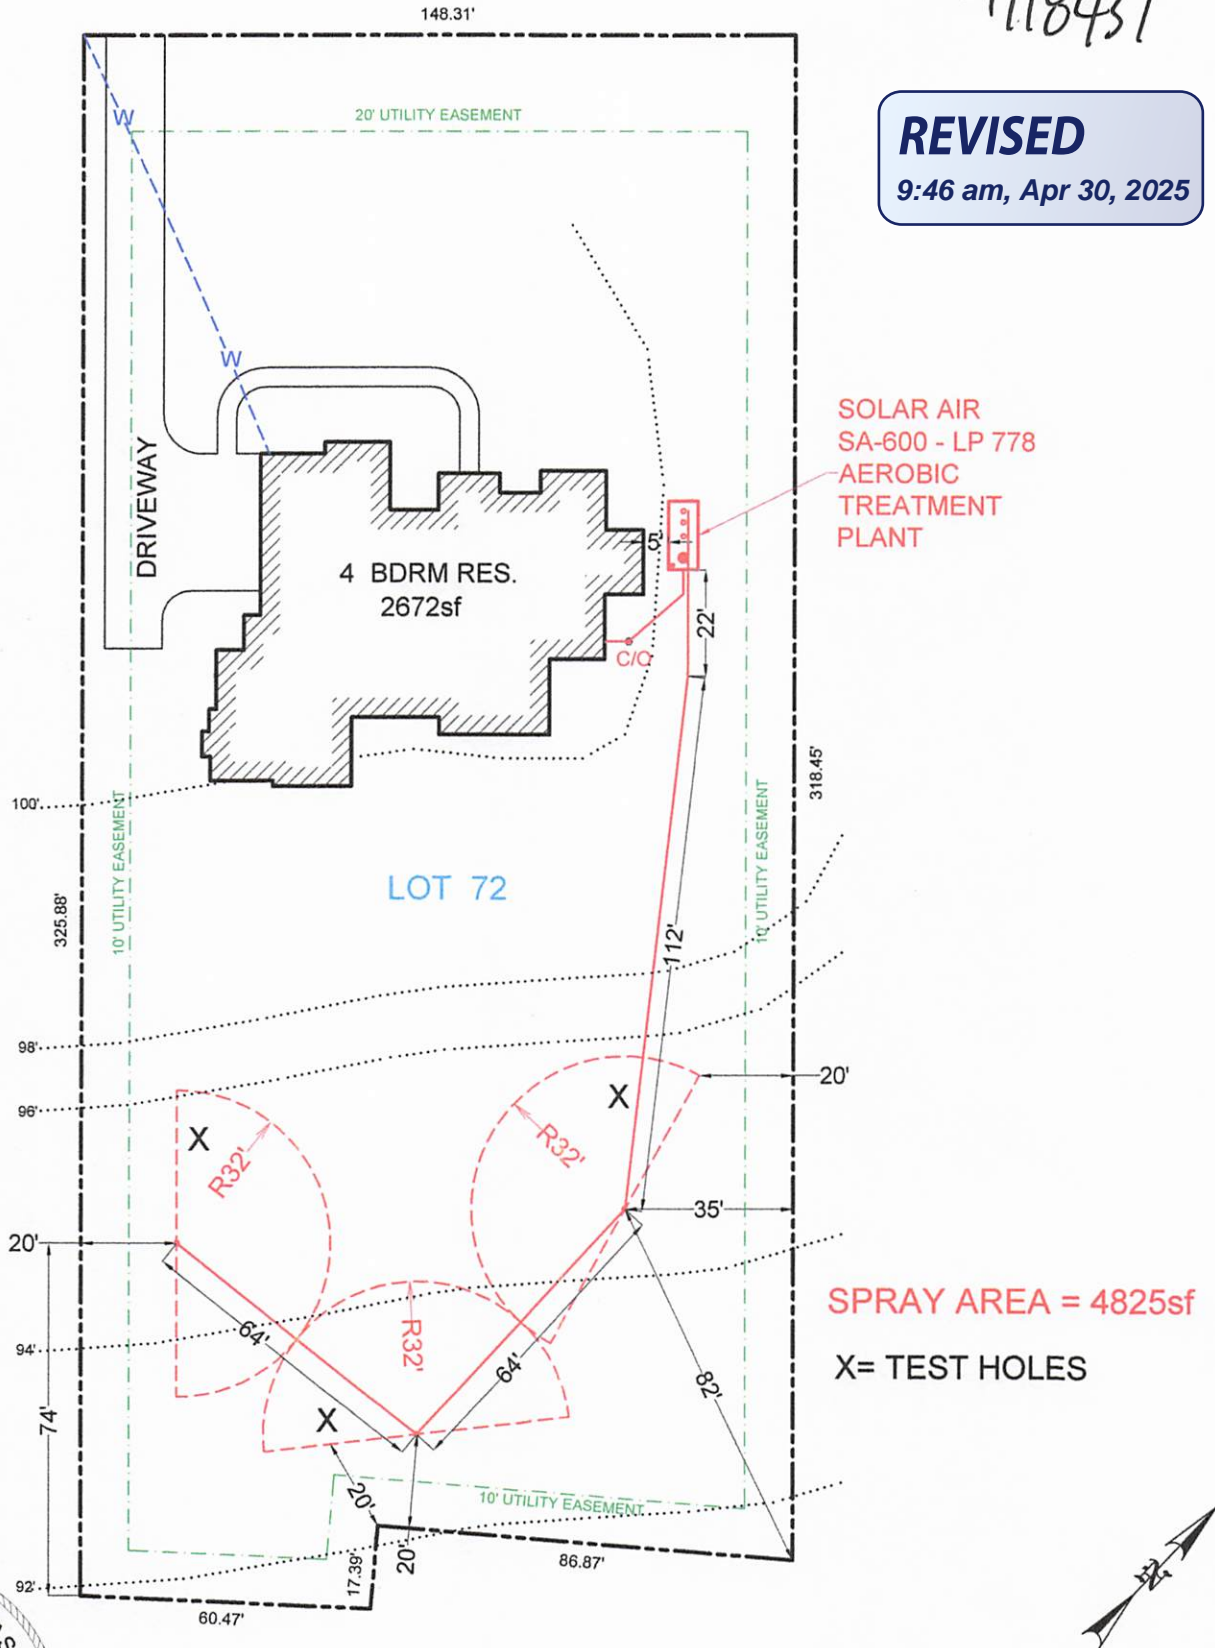 148.31'
718437
REVISED
9:46 am, Apr 30, 2025
20' UTILITY EASEMENT
W
W
DRIVEWAY
SOLAR AIR
SA-600 - LP 778
AEROBIC
TREATMENT
PLANT
5'
4 BDRM RES.
2672sf
22'
C/O
318.45'
100'
10' UTILITY EASEMENT
10' UTILITY EASEMENT
LOT 72
325.88'
112'
98'
96'
20'
X
X
R32'
R32'
35'
20'
SPRAY AREA = 4825sf
64'
R32'
94'
64'
X= TEST HOLES
82'
74'
X
20'
10' UTILITY EASEMENT
20'
86.87'
17.39'
92'
60.47'
N